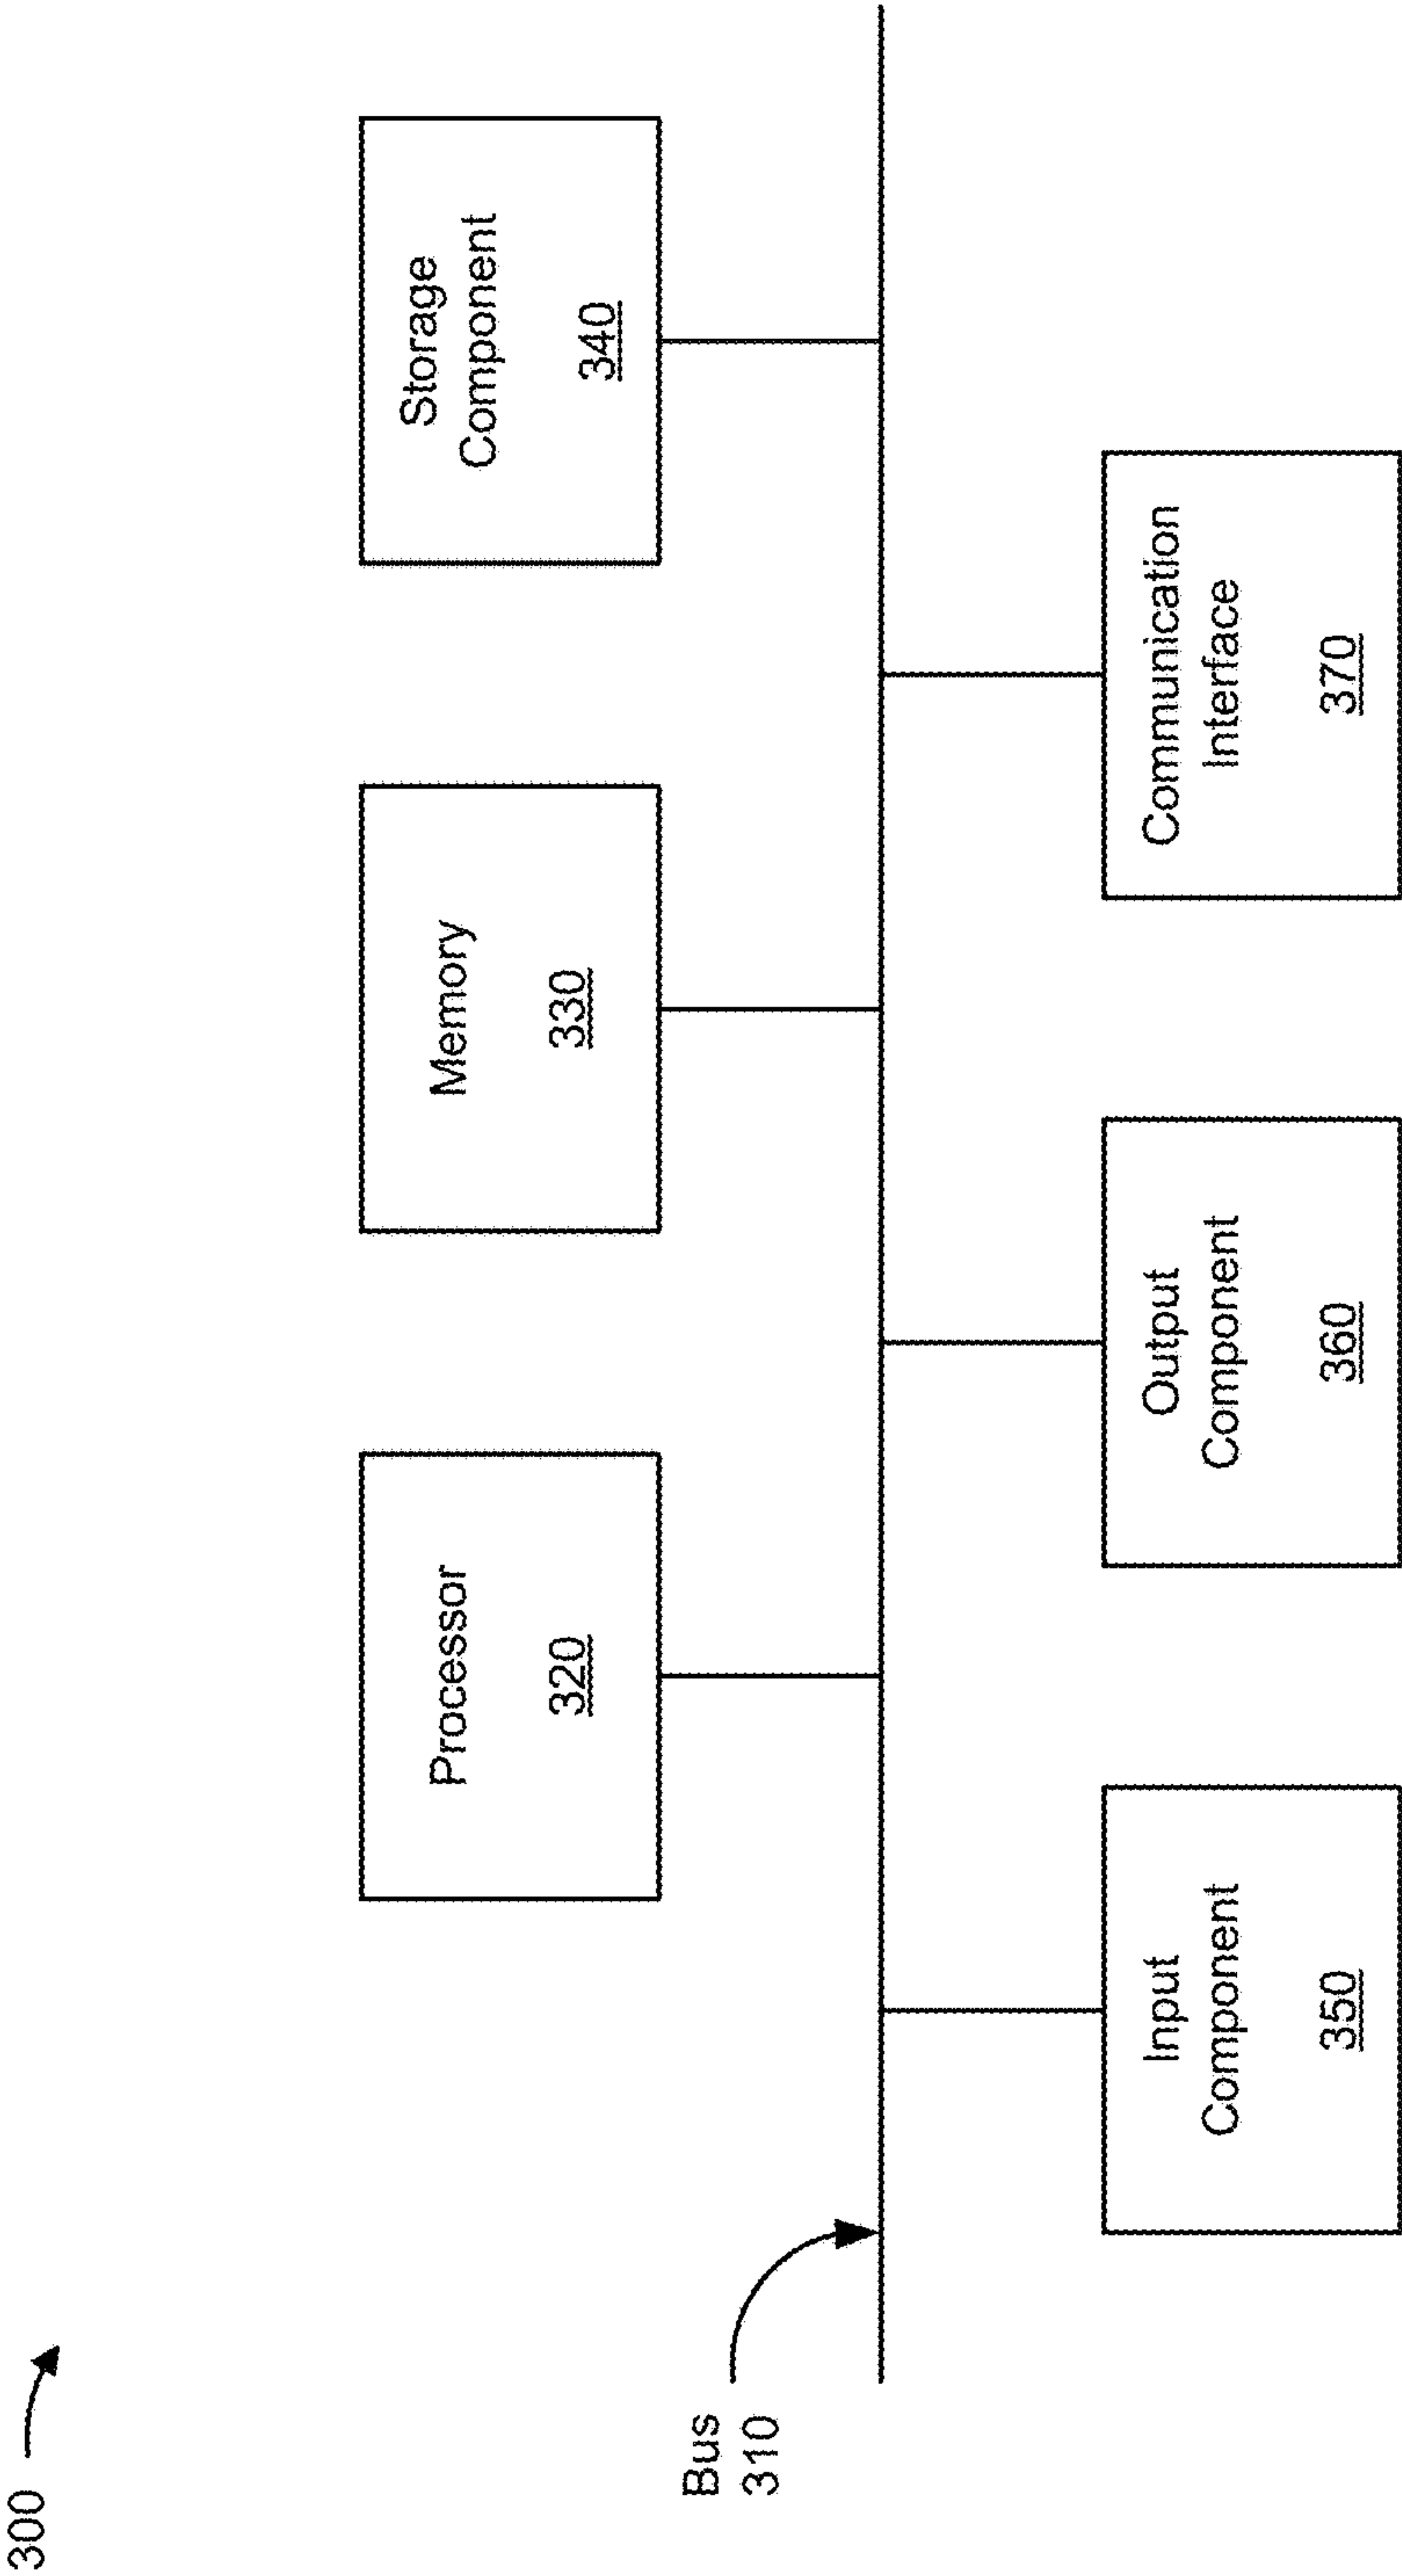 300
Processor
320
Memory
330
Storage
Component
340
Bus
310
Input
Component
350
Output
Component
360
Communication
Interface
370